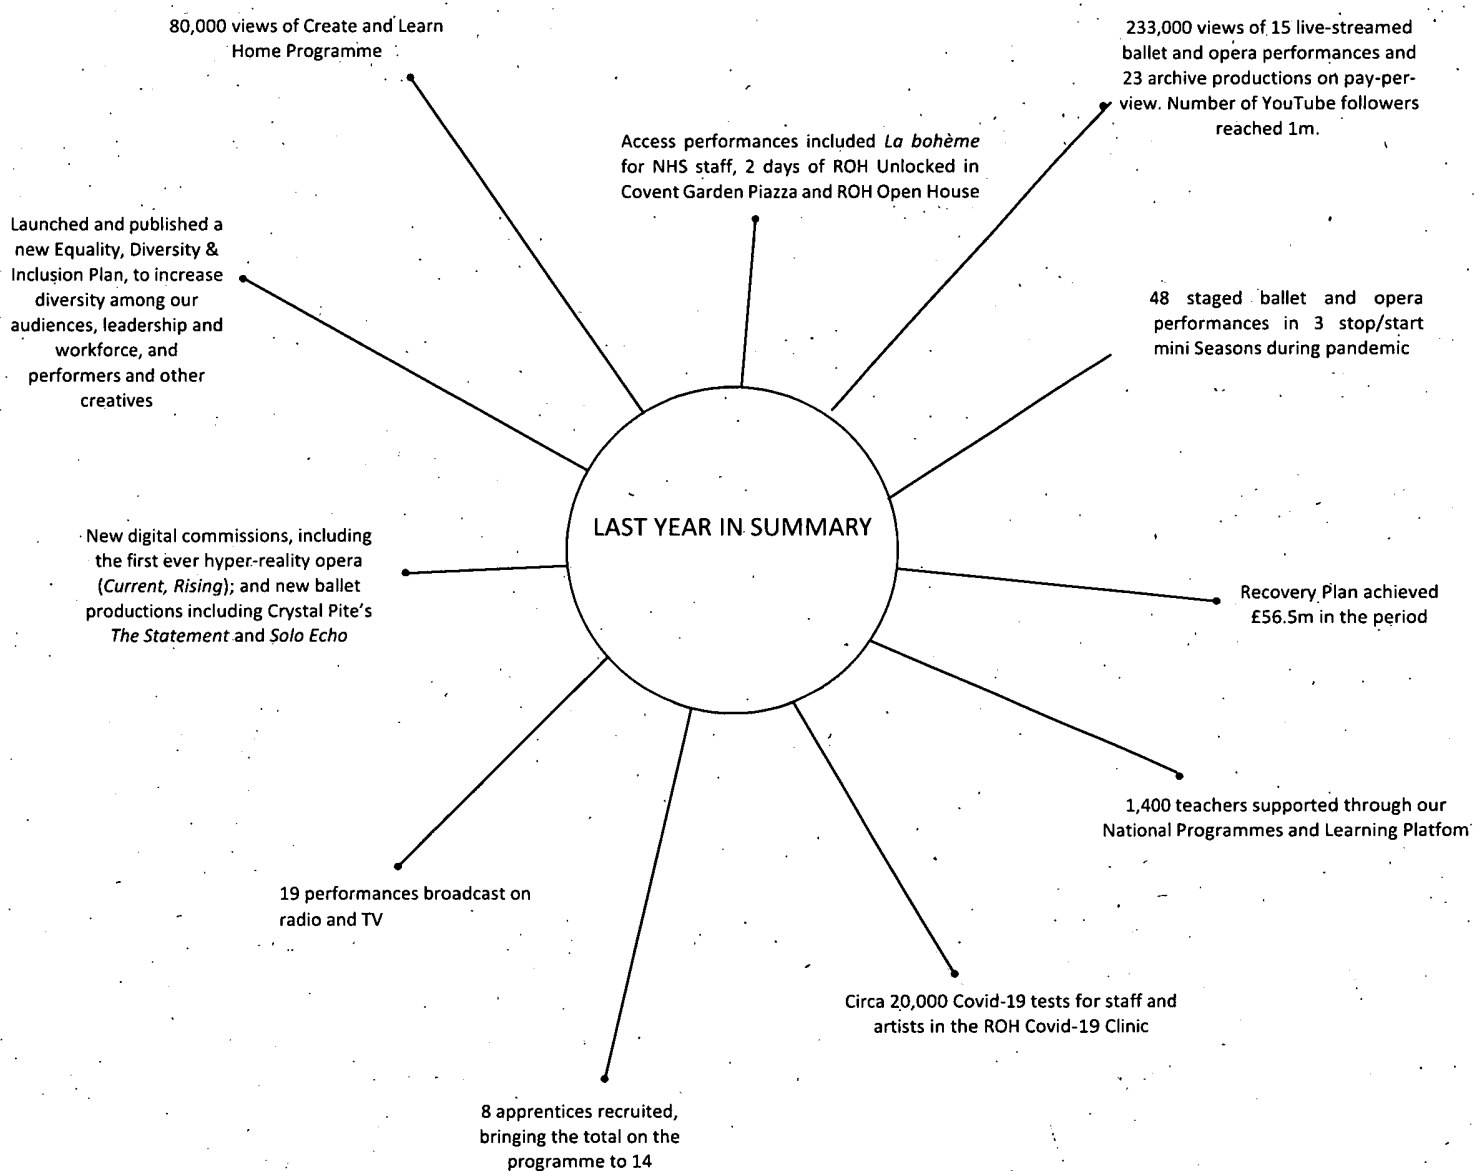 80,000 views of Create and Learn
Home Programme
233,000 views of 15 live-streamed
ballet and opera performances and
23 archive productions on pay-per-
view. Number of YouTube followers
reached 1m.
Access performances included La bohème
for NHS staff, 2 days of ROH Unlocked in
Covent Garden Piazza and ROH Open House
Launched and published a
new Equality, Diversity &
Inclusion Plan, to increase
diversity among our
audiences, leadership and
workforce, and
performers and other
creatives
48 staged ballet and opera
performances in 3 stop/start
mini Seasons during pandemic
LAST YEAR IN SUMMARY
New digital commissions, including
the first ever hyper-reality opera
(Current, Rising); and new ballet
productions including Crystal Pite's
The Statement and Solo Echo
Recovery Plan achieved
£56.5m in the period
1,400 teachers supported through our
National Programmes and Learning Platfom
19 performances broadcast on
radio and TV
Circa 20,000 Covid-19 tests for staff and
artists in the ROH Covid-19 Clinic
8 apprentices recruited,
bringing the total on the
programme to 14